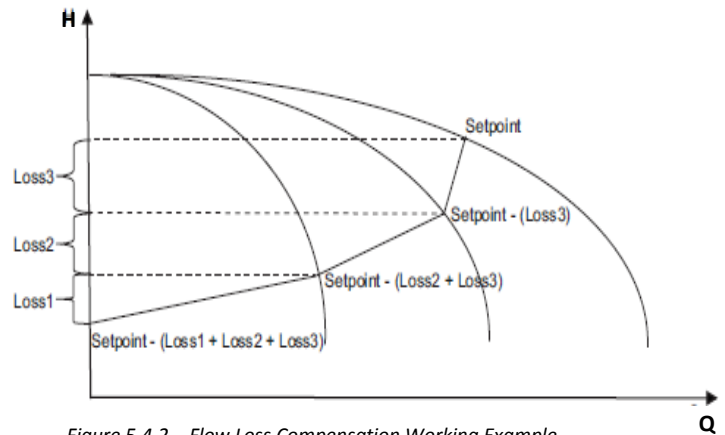 H
Setpoint
Loss3
Setpoint - (Loss3)
Loss2
Setpoint - (Loss2 + Loss3)
Loss1
Setpoint - (Loss1 + Loss2 + Loss3)
Q
Figure 5.4.2 Flow Loss Compensation Working Example